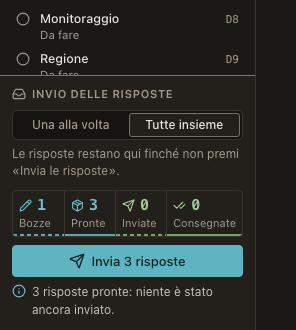 Monitoraggio D8
Da fare
Regione D9
Da fare
INVIO DELLE RISPOSTE
Una alla volta Tutte insieme
Le risposte restano qui finché non premi
«Invia le risposte».
1 3 0 0
Bozze Pronte Inviate Consegnate
Invia 3 risposte
3 risposte pronte: niente è stato
ancora inviato.